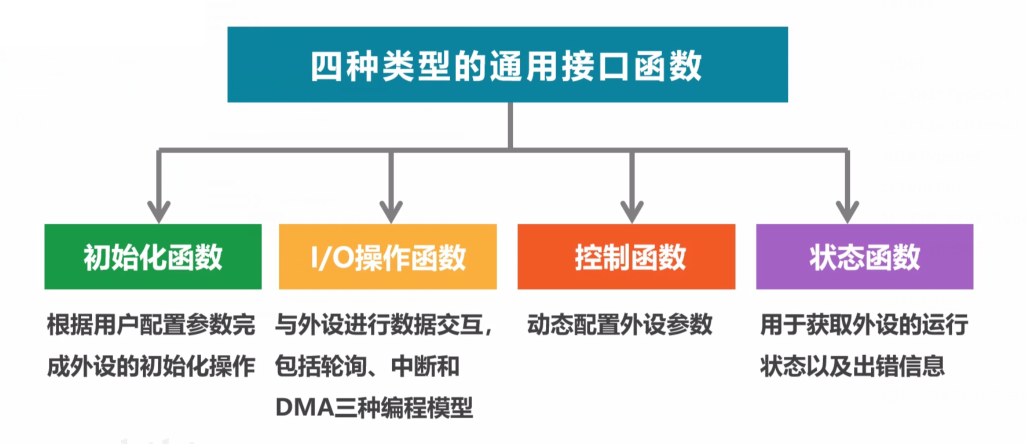 四种类型的通用接口函数
初始化函数
根据用户配置参数完
成外设的初始化操作
I/O操作函数
与外设进行数据交互，
包括轮询、中断和
DMA三种编程模型
控制函数
动态配置外设参数
状态函数
用于获取外设的运行
状态以及出错信息